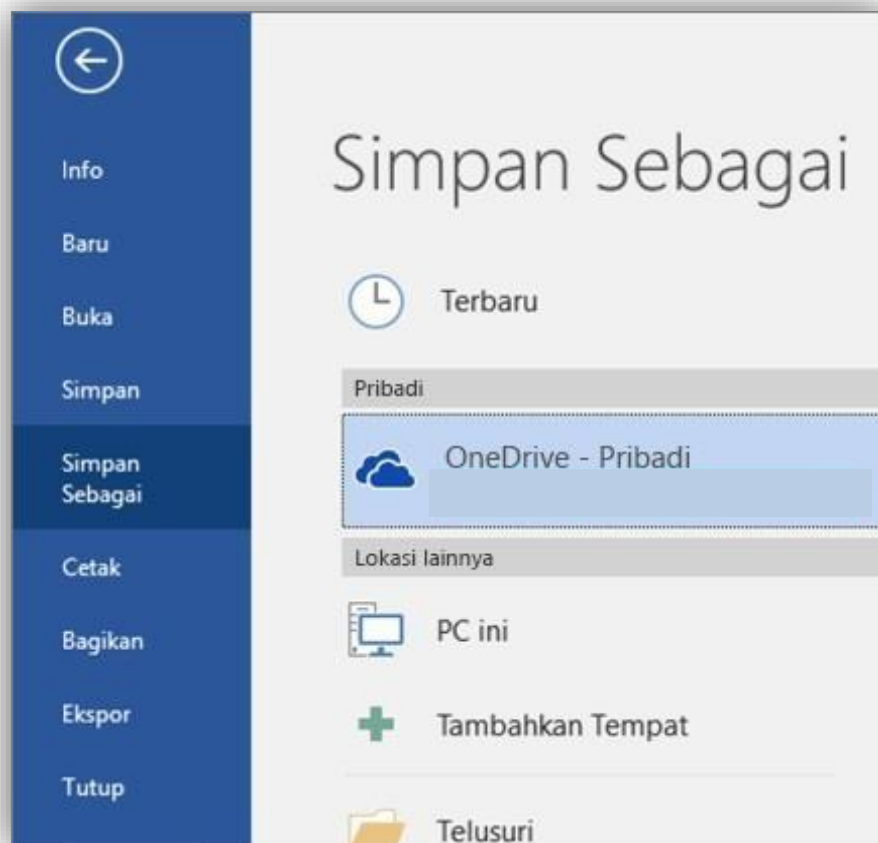 Info
Baru
Buka
Simpan
Simpan
Sebagai
Cetak
Bagikan
Ekspor
Tutup
Simpan Sebagai
Terbaru
Pribadi
OneDrive - Pribadi
Lokasi lainnya
PC ini
Tambahkan Tempat
Telusuri